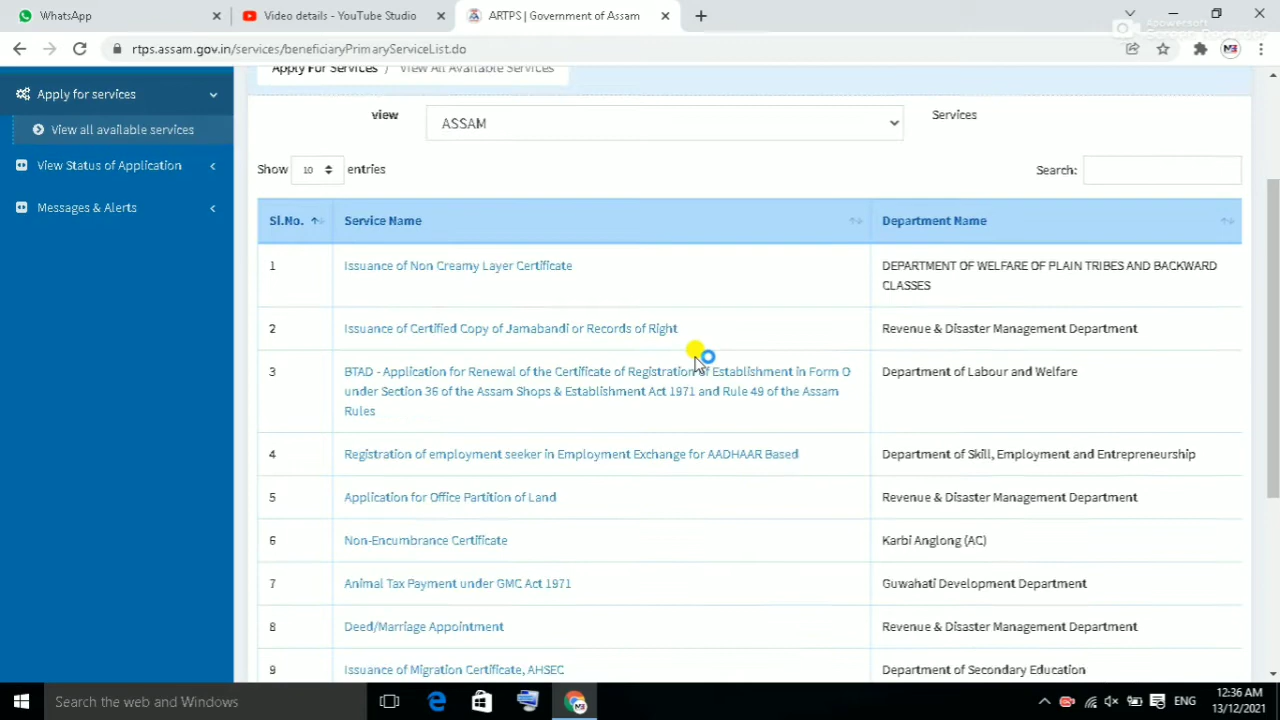 WhatsApp
Video details - YouTube Studio
ARTPS | Government of Assam
Apowersoft
Screen Recorder
rtps.assam.gov.in/services/beneficiaryPrimaryServiceList.do
Apply For Services / View All Available Services
Apply for services
View all available services
View Status of Application
Messages & Alerts
view ASSAM Services
Show 10 entries
Search:
Sl.No. Service Name Department Name
1 Issuance of Non Creamy Layer Certificate DEPARTMENT OF WELFARE OF PLAIN TRIBES AND BACKWARD
CLASSES
2 Issuance of Certified Copy of Jamabandi or Records of Right Revenue & Disaster Management Department
3 BTAD - Application for Renewal of the Certificate of Registration of Establishment in Form O Department of Labour and Welfare
under Section 36 of the Assam Shops & Establishment Act 1971 and Rule 49 of the Assam
Rules
4 Registration of employment seeker in Employment Exchange for AADHAAR Based Department of Skill, Employment and Entrepreneurship
5 Application for Office Partition of Land Revenue & Disaster Management Department
6 Non-Encumbrance Certificate Karbi Anglong (AC)
7 Animal Tax Payment under GMC Act 1971 Guwahati Development Department
8 Deed/Marriage Appointment Revenue & Disaster Management Department
9 Issuance of Migration Certificate, AHSEC Department of Secondary Education
Search the web and Windows
ENG
12:36 AM
13/12/2021